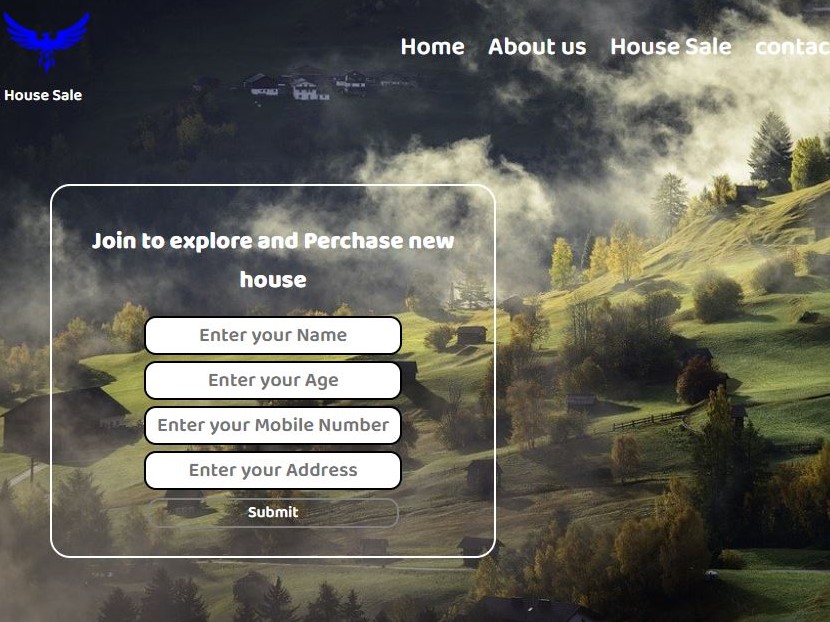 Home About us House Sale contac
House Sale
Join to explore and Perchase new
house
Enter your Name
Enter your Age
Enter your Mobile Number
Enter your Address
Submit